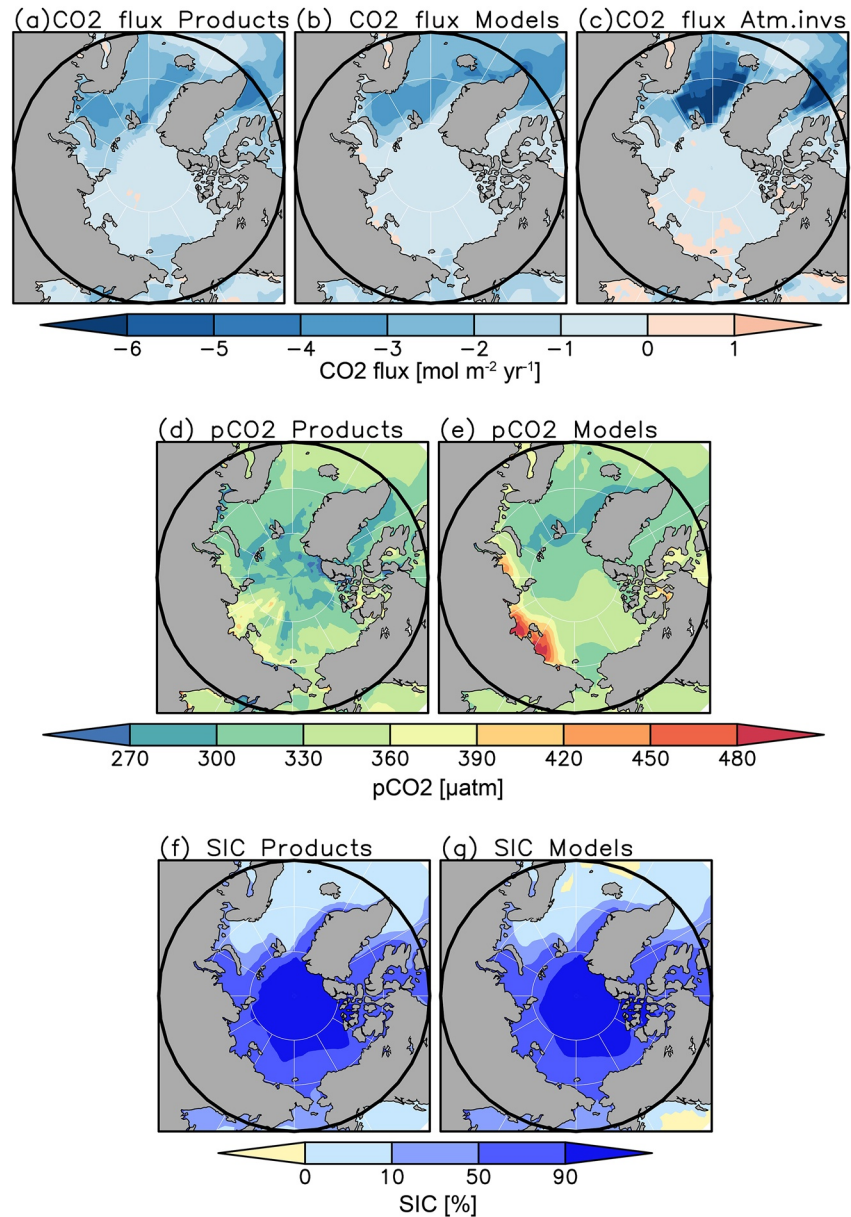 (a)CO2 flux Products (b) CO2 flux Models (c)CO2 flux Atm.invs
-6 -5 -4 -3 -2 -1 0 1
CO2 flux [mol m⁻² yr⁻¹]
(d) pCO2 Products (e) pCO2 Models
270 300 330 360 390 420 450 480
pCO2 [µatm]
(f) SIC Products (g) SIC Models
0 10 50 90
SIC [%]